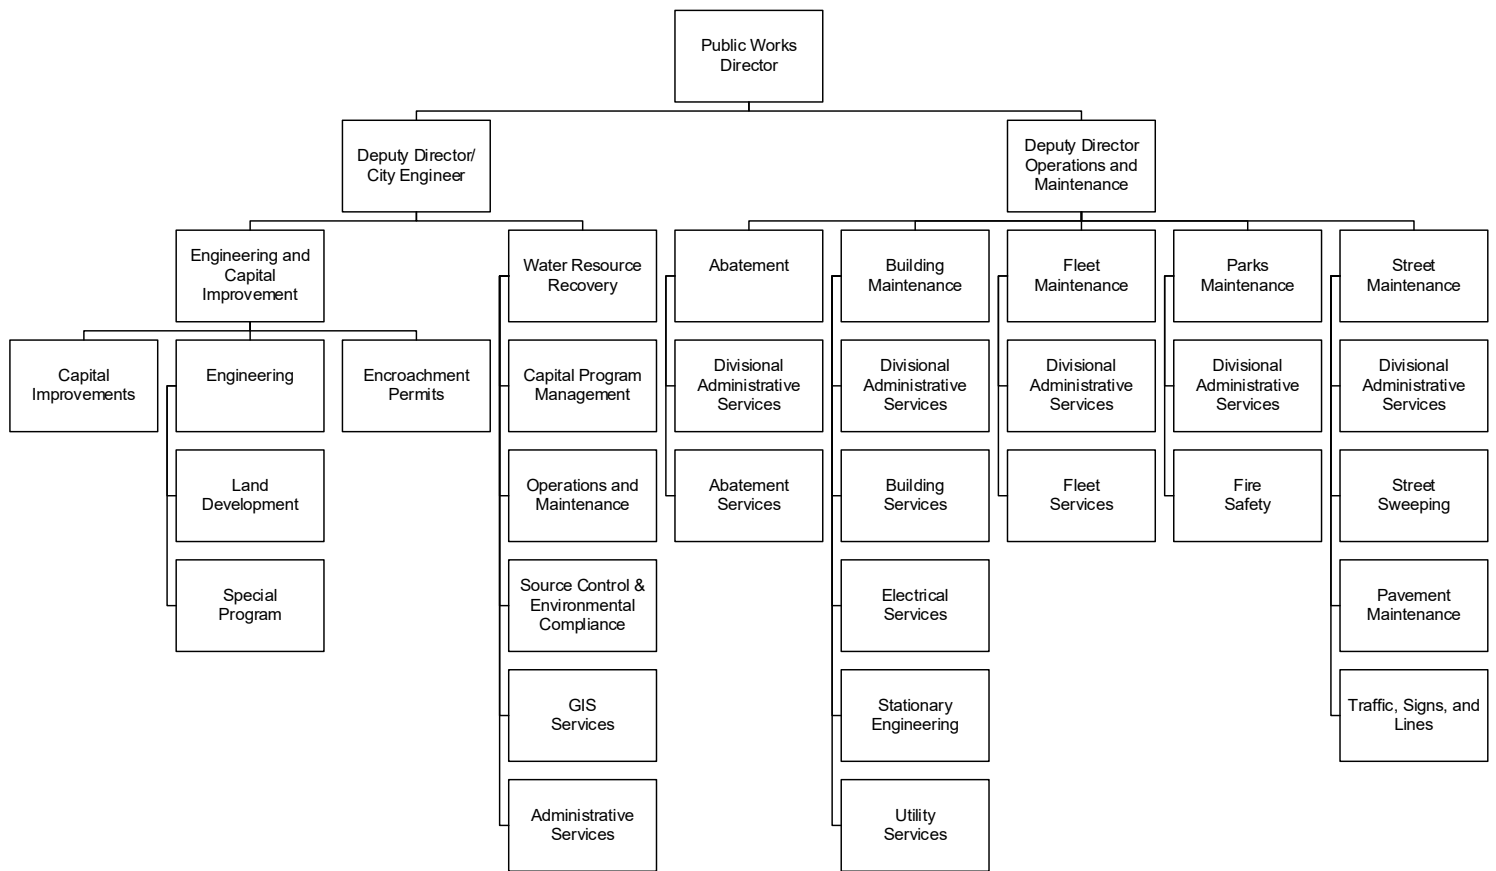 Public Works
Director
Deputy Director/
City Engineer
Deputy Director
Operations and
Maintenance
Engineering and
Capital
Improvement
Water Resource
Recovery
Abatement
Building
Maintenance
Fleet
Maintenance
Parks
Maintenance
Street
Maintenance
Capital
Improvements
Engineering
Encroachment
Permits
Capital Program
Management
Divisional
Administrative
Services
Divisional
Administrative
Services
Divisional
Administrative
Services
Divisional
Administrative
Services
Divisional
Administrative
Services
Land
Development
Operations and
Maintenance
Abatement
Services
Building
Services
Fleet
Services
Fire
Safety
Street
Sweeping
Special
Program
Source Control &
Environmental
Compliance
Electrical
Services
Pavement
Maintenance
GIS
Services
Stationary
Engineering
Traffic, Signs, and
Lines
Administrative
Services
Utility
Services